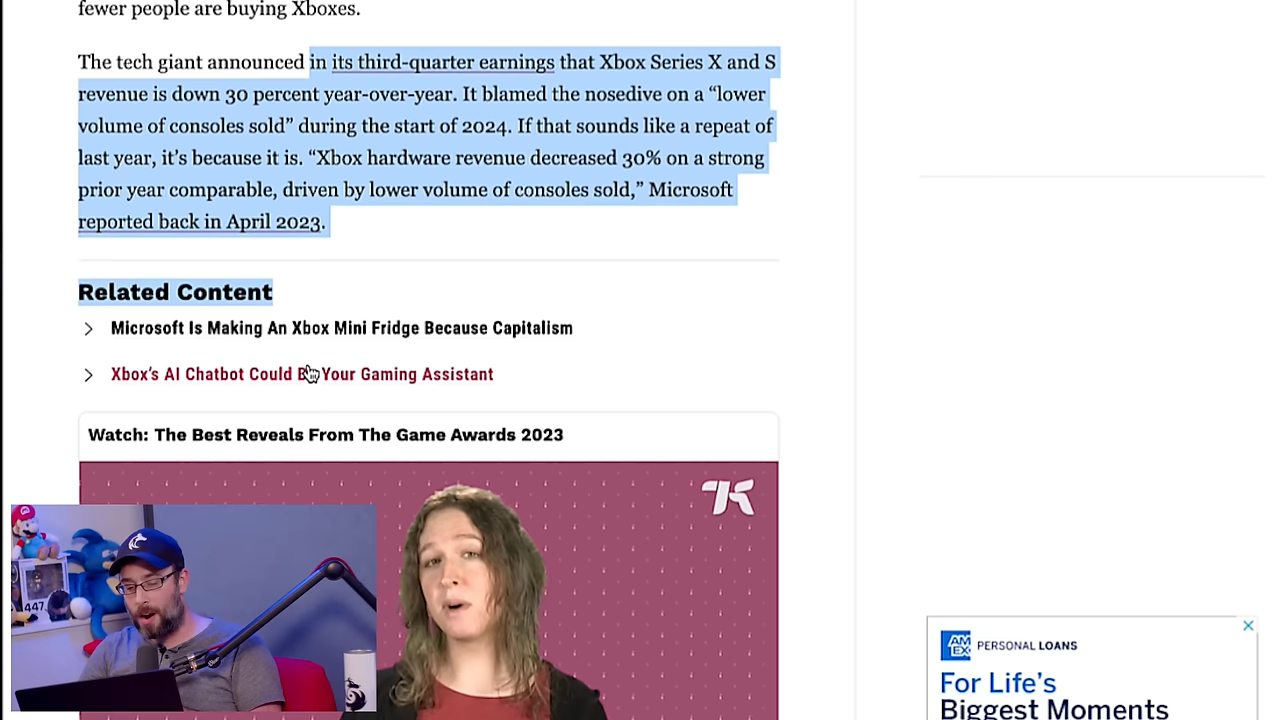 fewer people are buying Xboxes.
The tech giant announced in its third-quarter earnings that Xbox Series X and S
revenue is down 30 percent year-over-year. It blamed the nosedive on a “lower
volume of consoles sold” during the start of 2024. If that sounds like a repeat of
last year, it’s because it is. “Xbox hardware revenue decreased 30% on a strong
prior year comparable, driven by lower volume of consoles sold,” Microsoft
reported back in April 2023.
Related Content
Microsoft Is Making An Xbox Mini Fridge Because Capitalism
Xbox’s AI Chatbot Could Your Gaming Assistant
Watch: The Best Reveals From The Game Awards 2023
447
AM
EX
PERSONAL LOANS
For Life’s
Biggest Moments